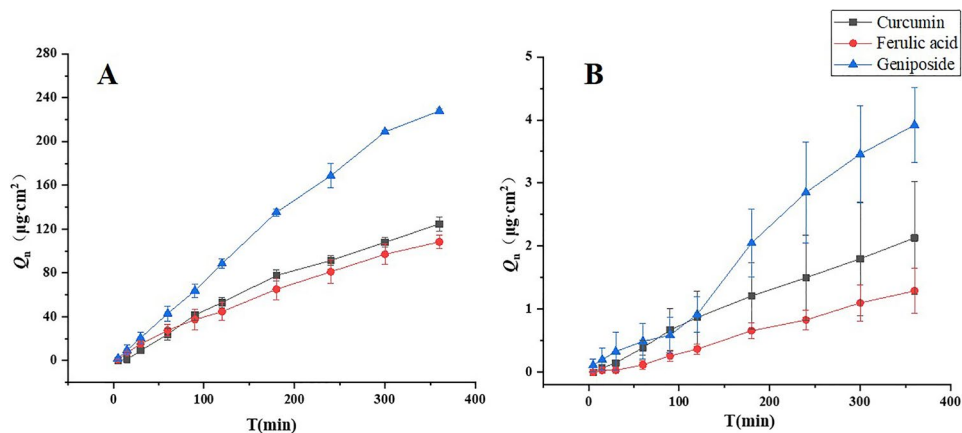 Curcumin
Ferulic acid
Geniposide
A
280
240
200
160
120
80
40
0
Qn（μg·cm²）
0
100
200
300
400
T(min)
B
5
4
3
2
1
0
Qn（μg·cm²）
0
100
200
300
400
T(min)